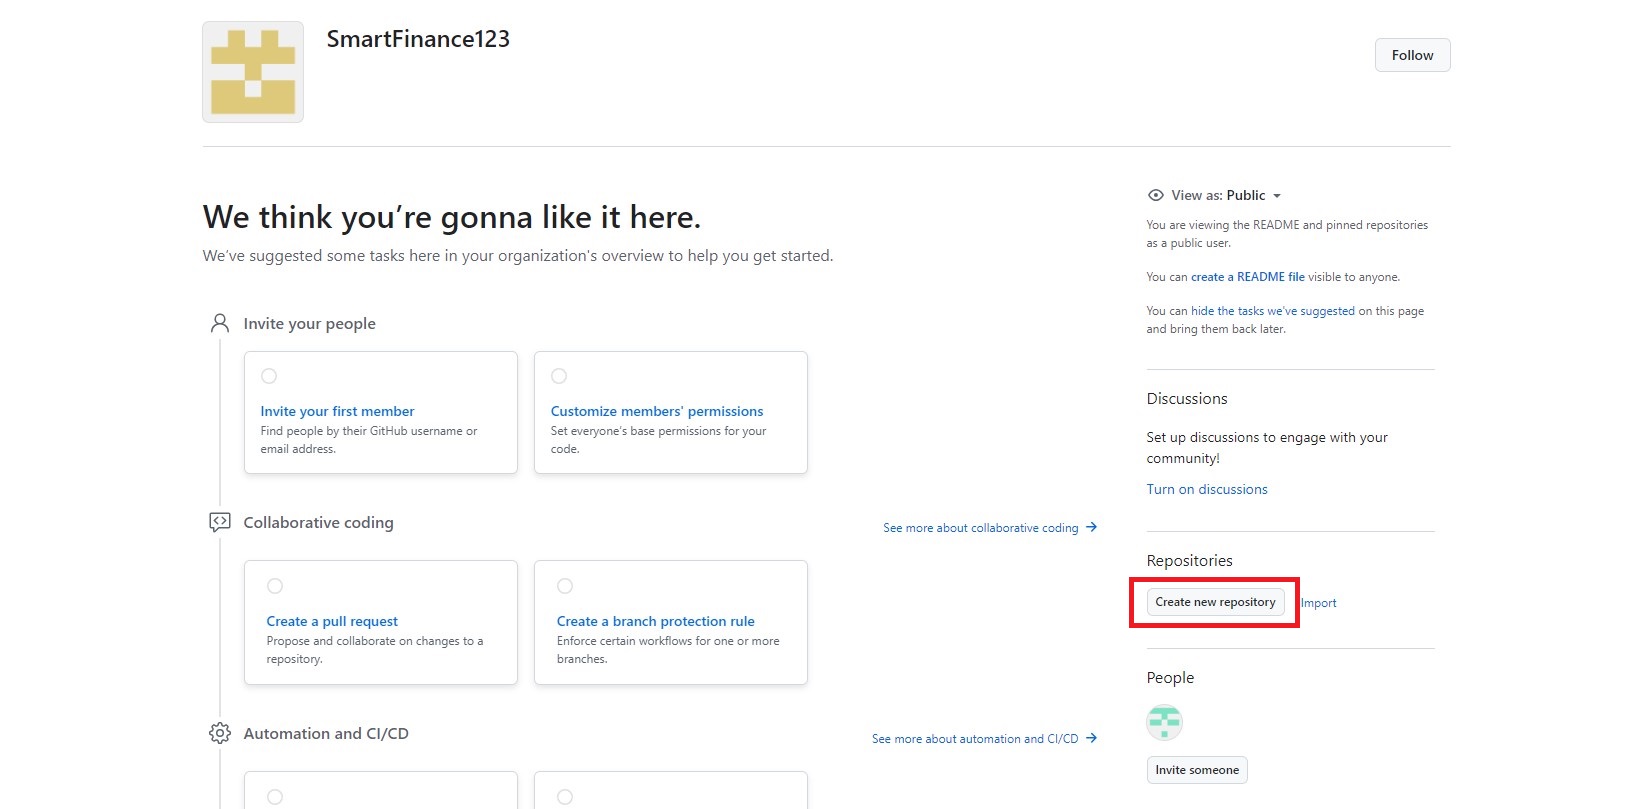 SmartFinance123
Follow
We think you’re gonna like it here.
We've suggested some tasks here in your organization's overview to help you get started.
Invite your people
Invite your first member
Find people by their GitHub username or
email address.
Customize members' permissions
Set everyone's base permissions for your
code.
Collaborative coding
See more about collaborative coding →
Create a pull request
Propose and collaborate on changes to a
repository.
Create a branch protection rule
Enforce certain workflows for one or more
branches.
Automation and CI/CD
See more about automation and CI/CD →
View as: Public
You are viewing the README and pinned repositories
as a public user.
You can create a README file visible to anyone.
You can hide the tasks we've suggested on this page
and bring them back later.
Discussions
Set up discussions to engage with your
community!
Turn on discussions
Repositories
Create new repository
Import
People
Invite someone